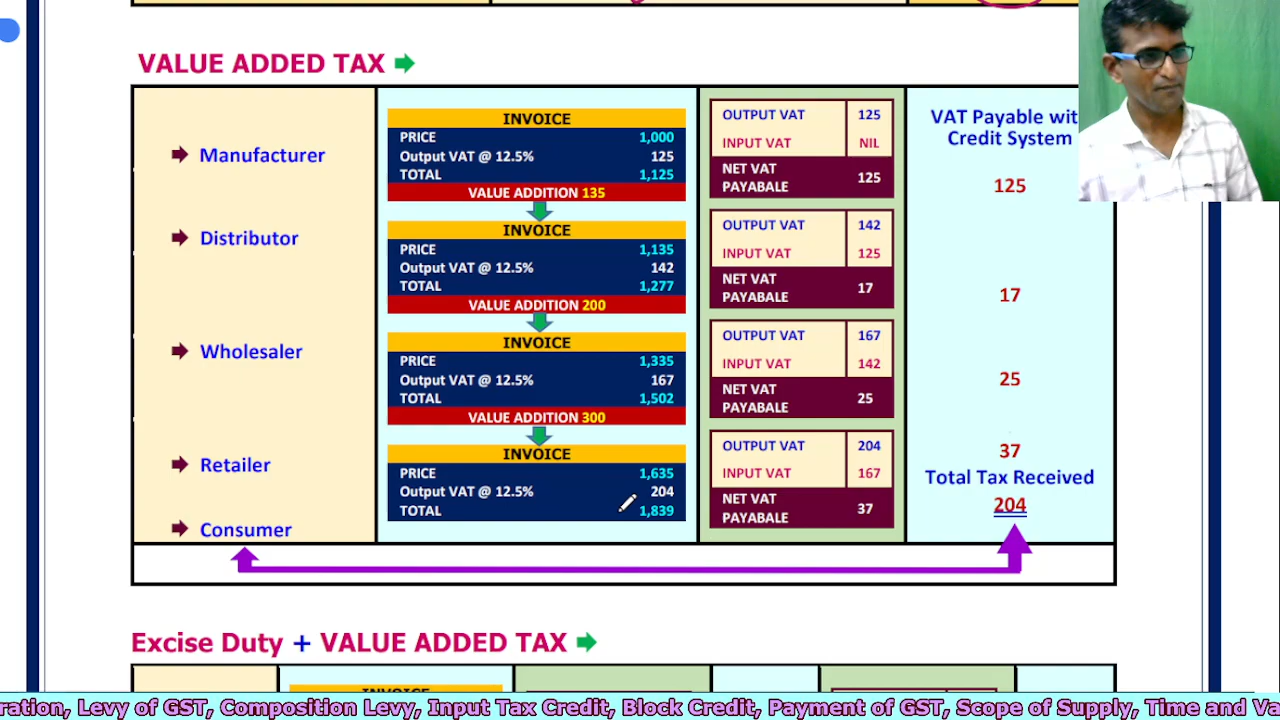 VALUE ADDED TAX
Manufacturer
INVOICE
PRICE 1,000
Output VAT @ 12.5% 125
TOTAL 1,125
VALUE ADDITION 135
OUTPUT VAT 125
INPUT VAT NIL
NET VAT
PAYABALE 125
VAT Payable wit
Credit System
125
Distributor
INVOICE
PRICE 1,135
Output VAT @ 12.5% 142
TOTAL 1,277
VALUE ADDITION 200
OUTPUT VAT 142
INPUT VAT 125
NET VAT
PAYABALE 17
17
Wholesaler
INVOICE
PRICE 1,335
Output VAT @ 12.5% 167
TOTAL 1,502
VALUE ADDITION 300
OUTPUT VAT 167
INPUT VAT 142
NET VAT
PAYABALE 25
25
Retailer
INVOICE
PRICE 1,635
Output VAT @ 12.5% 204
TOTAL 1,839
OUTPUT VAT 204
INPUT VAT 167
NET VAT
PAYABALE 37
37
Total Tax Received
204
Consumer
Excise Duty + VALUE ADDED TAX
INVOICE
ration, Levy of GST, Composition Levy, Input Tax Credit, Block Credit, Payment of GST, Scope of Supply, Time and Va